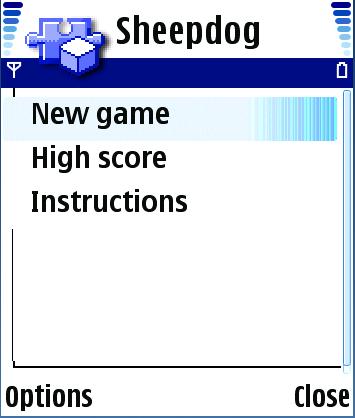 Sheepdog
New game
High score
Instructions
Options Close